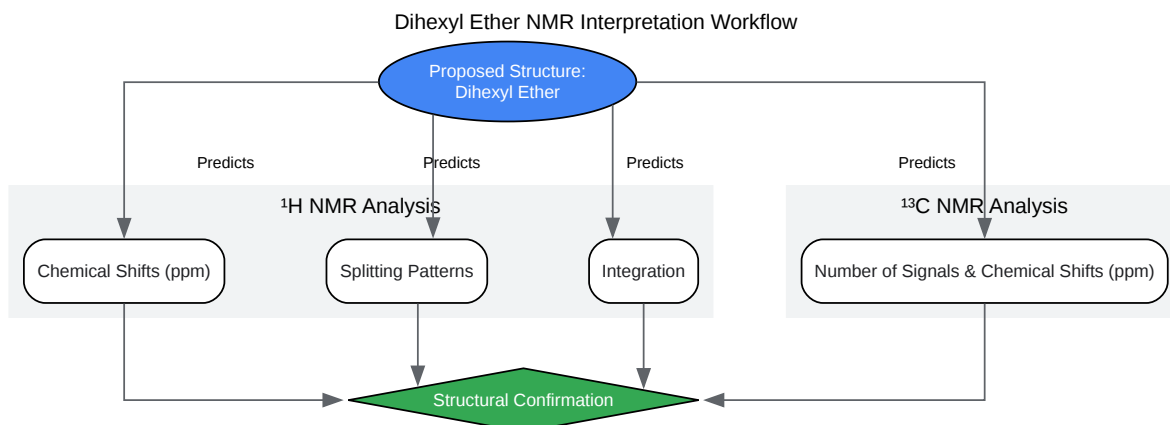 Dihexyl Ether NMR Interpretation Workflow
Proposed Structure:
Dihexyl Ether
Predicts
Predicts
Predicts
Predicts
¹H NMR Analysis
¹³C NMR Analysis
Chemical Shifts (ppm)
Splitting Patterns
Integration
Number of Signals & Chemical Shifts (ppm)
Structural Confirmation